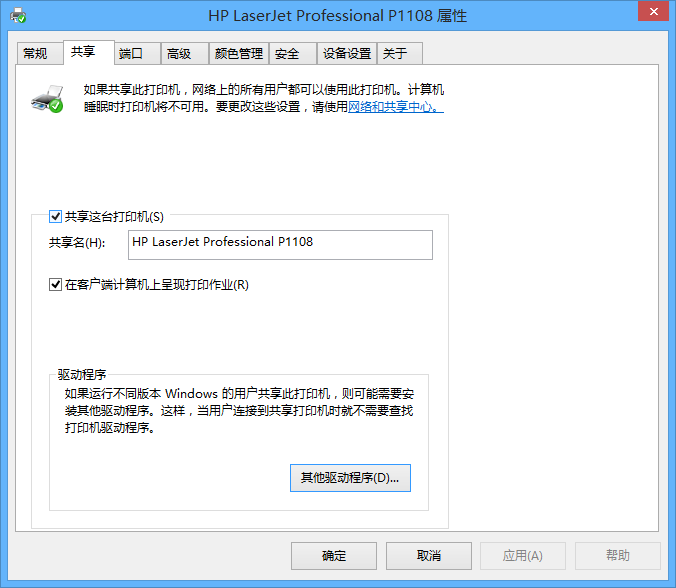 HP LaserJet Professional P1108 属性
常规 共享 端口 高级 颜色管理 安全 设备设置 关于
如果共享此打印机，网络上的所有用户都可以使用此打印机。计算机
睡眠时打印机将不可用。要更改这些设置，请使用网络和共享中心。
共享这台打印机(S)
共享名(H): HP LaserJet Professional P1108
在客户端计算机上呈现打印作业(R)
驱动程序
如果运行不同版本 Windows 的用户共享此打印机，则可能需要安
装其他驱动程序。这样，当用户连接到共享打印机时就不需要查找
打印机驱动程序。
其他驱动程序(D)...
确定 取消 应用(A) 帮助